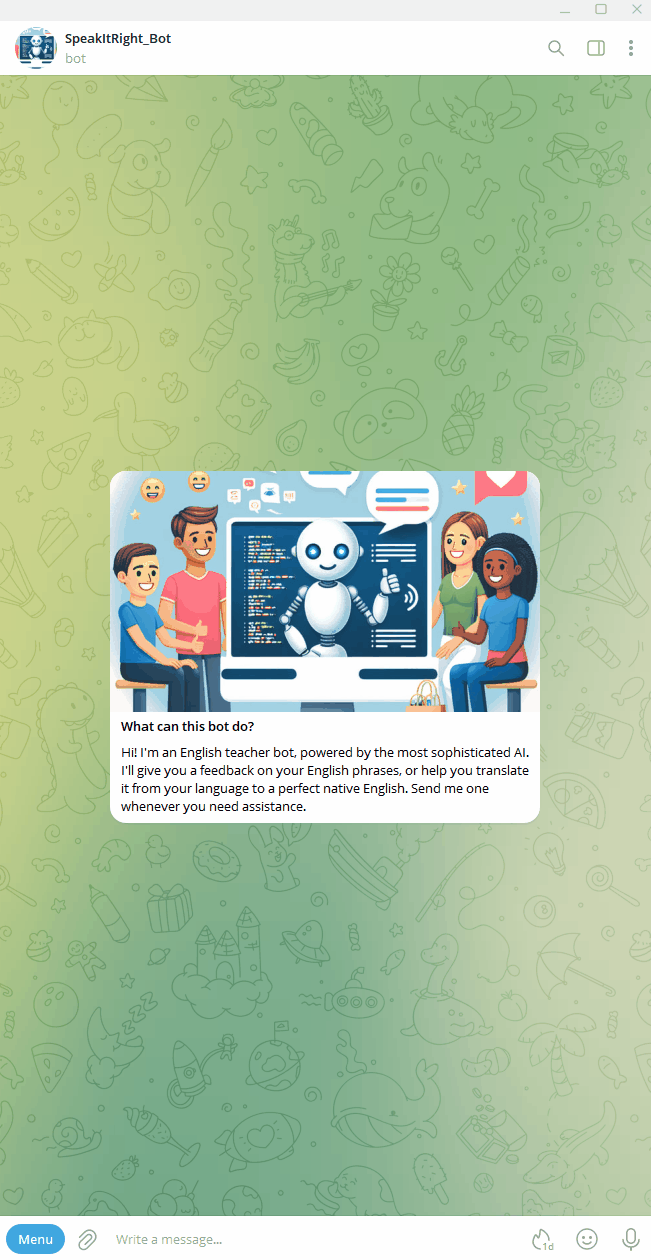 SpeakItRight_Bot
bot
What can this bot do?
Hi! I'm an English teacher bot, powered by the most sophisticated AI.
I'll give you a feedback on your English phrases, or help you translate
it from your language to a perfect native English. Send me one
whenever you need assistance.
Menu
Write a message...
1d